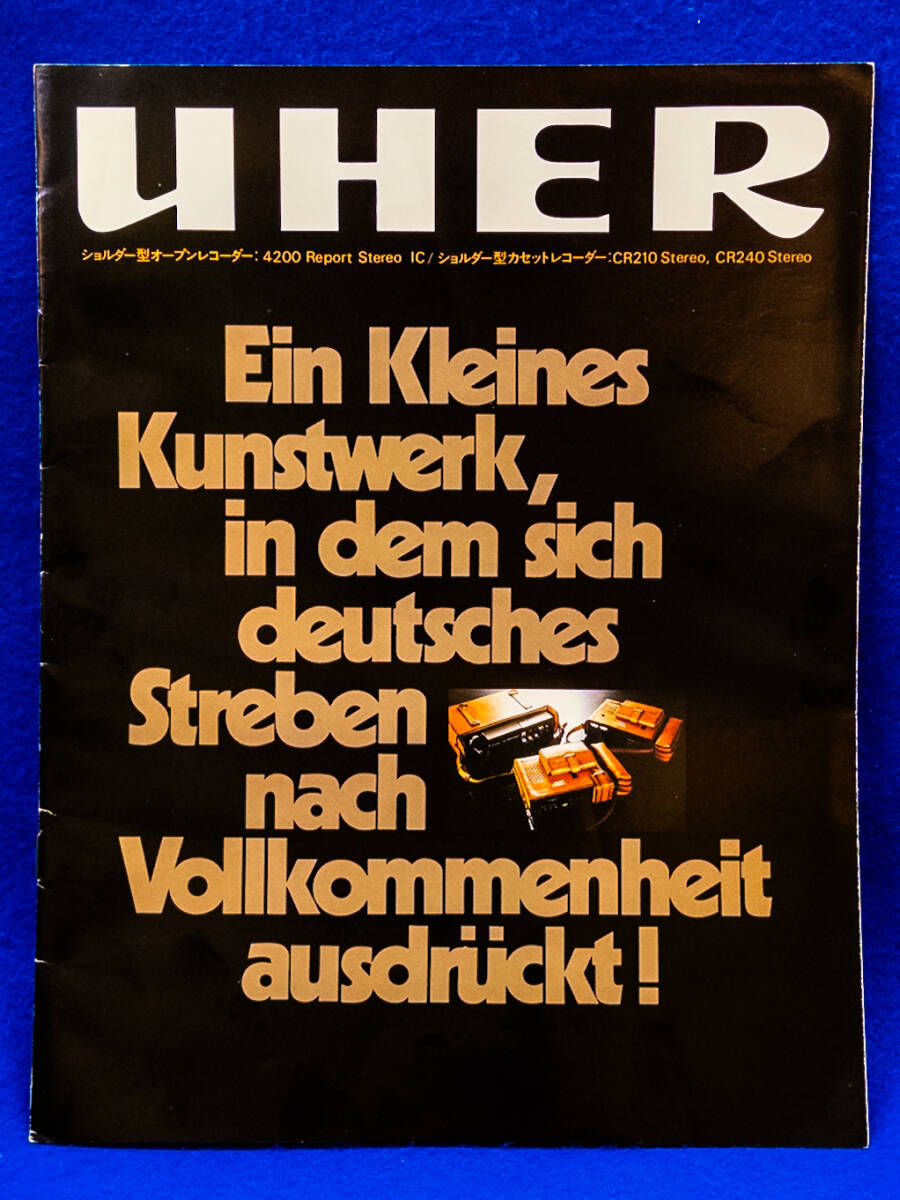 UHER
ショルダー型オープンレコーダー: 4200 Report Stereo IC / ショルダー型カセットレコーダー: CR210 Stereo, CR240 Stereo
Ein Kleines
Kunstwerk,
in dem sich
deutsches
Streben
nach
Vollkommenheit
ausdrückt!